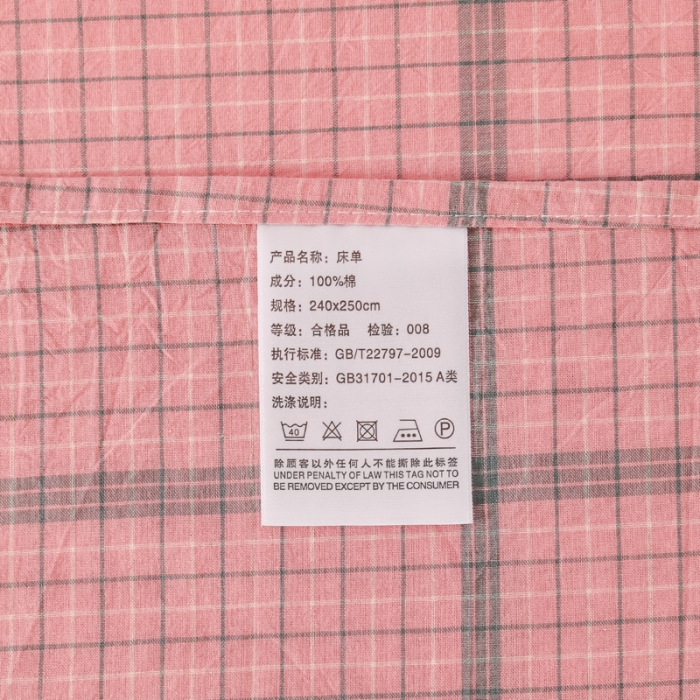 产品名称：床单
成分：100%棉
规格：240x250cm
等级：合格品 检验：008
执行标准：GB/T22797-2009
安全类别：GB31701-2015 A类
洗涤说明：
40 P
除顾客以外任何人不能撕除此标签
UNDER PENALTY OF LAW THIS TAG NOT TO
BE REMOVED EXCEPT BY THE CONSUMER